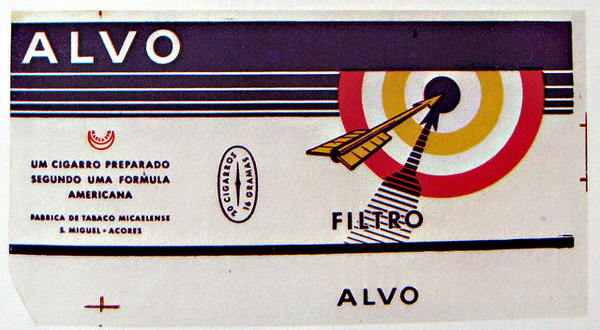 ALVO
UM CIGARRO PREPARADO
SEGUNDO UMA FORMULA
AMERICANA
FABRICA DE TABACO MICAELENSE
S. MIGUEL - AÇORES
20 CIGARROS
16 GRAMAS
FILTRO
ALVO